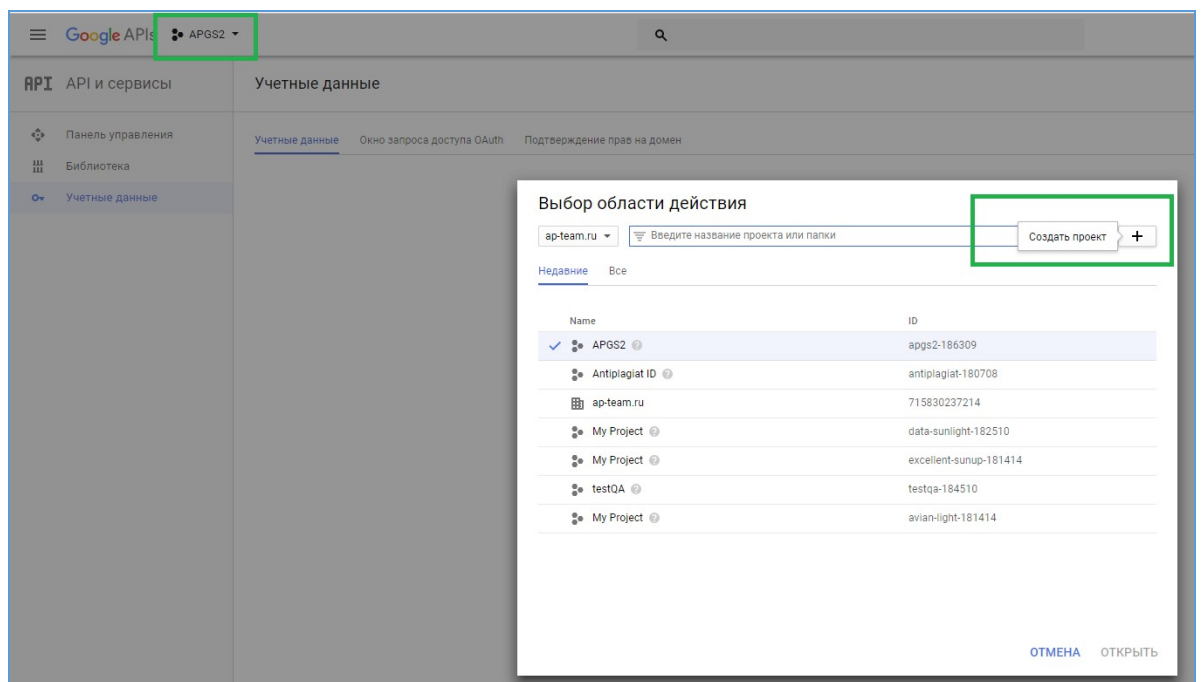 Google APIs APGS2
API API и сервисы
Учетные данные
Панель управления
Библиотека
Учетные данные
Учетные данные Окно запроса доступа OAuth Подтверждение прав на домен
Выбор области действия
ap-team.ru Введите название проекта или папки Создать проект +
Недавние Все
Name ID
APGS2 apgs2-186309
Antiplagiat ID antiplagiat-180708
ap-team.ru 715830237214
My Project data-sunlight-182510
My Project excellent-sunup-181414
testQA testqa-184510
My Project avian-light-181414
ОТМЕНА ОТКРЫТЬ